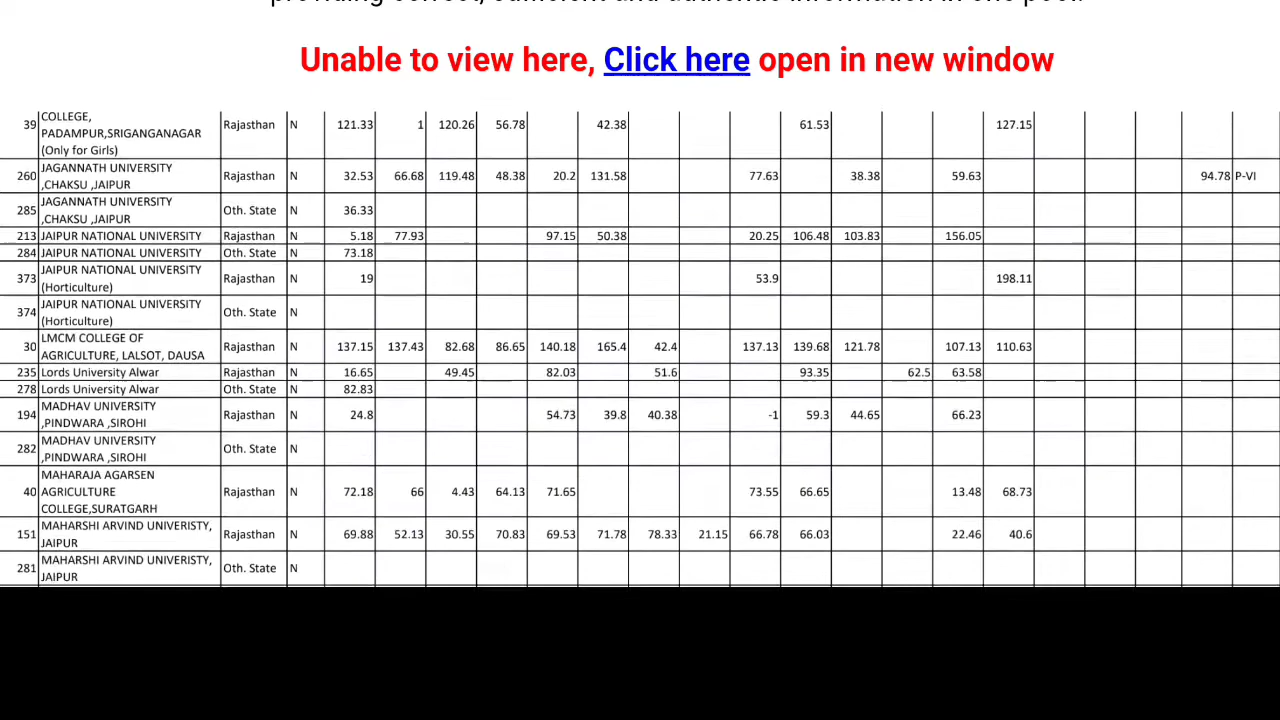 Unable to view here, Click here open in new window
COLLEGE,
39 PADAMPUR,SRIGANGANAGAR Rajasthan N 121.33 1 120.26 56.78 42.38 61.53 127.15
(Only for Girls)
260 JAGANNATH UNIVERSITY Rajasthan N 32.53 66.68 119.48 48.38 20.2 131.58 77.63 38.38 59.63 94.78 P-VI
,CHAKSU ,JAIPUR
285 JAGANNATH UNIVERSITY Oth. State N 36.33
,CHAKSU ,JAIPUR
213 JAIPUR NATIONAL UNIVERSITY Rajasthan N 5.18 77.93 97.15 50.38 20.25 106.48 103.83 156.05
284 JAIPUR NATIONAL UNIVERSITY Oth. State N 73.18
373 JAIPUR NATIONAL UNIVERSITY Rajasthan N 19 53.9 198.11
(Horticulture)
374 JAIPUR NATIONAL UNIVERSITY Oth. State N
(Horticulture)
30 LMCM COLLEGE OF Rajasthan N 137.15 137.43 82.68 86.65 140.18 165.4 42.4 137.13 139.68 121.78 107.13 110.63
AGRICULTURE, LALSOT, DAUSA
235 Lords University Alwar Rajasthan N 16.65 49.45 82.03 51.6 93.35 62.5 63.58
278 Lords University Alwar Oth. State N 82.83
194 MADHAV UNIVERSITY Rajasthan N 24.8 54.73 39.8 40.38 -1 59.3 44.65 66.23
,PINDWARA ,SIROHI
282 MADHAV UNIVERSITY Oth. State N
,PINDWARA ,SIROHI
MAHARAJA AGARSEN
40 AGRICULTURE Rajasthan N 72.18 66 4.43 64.13 71.65 73.55 66.65 13.48 68.73
COLLEGE,SURATGARH
151 MAHARSHI ARVIND UNIVERISTY, Rajasthan N 69.88 52.13 30.55 70.83 69.53 71.78 78.33 21.15 66.78 66.03 22.46 40.6
JAIPUR
281 MAHARSHI ARVIND UNIVERISTY, Oth. State N
JAIPUR